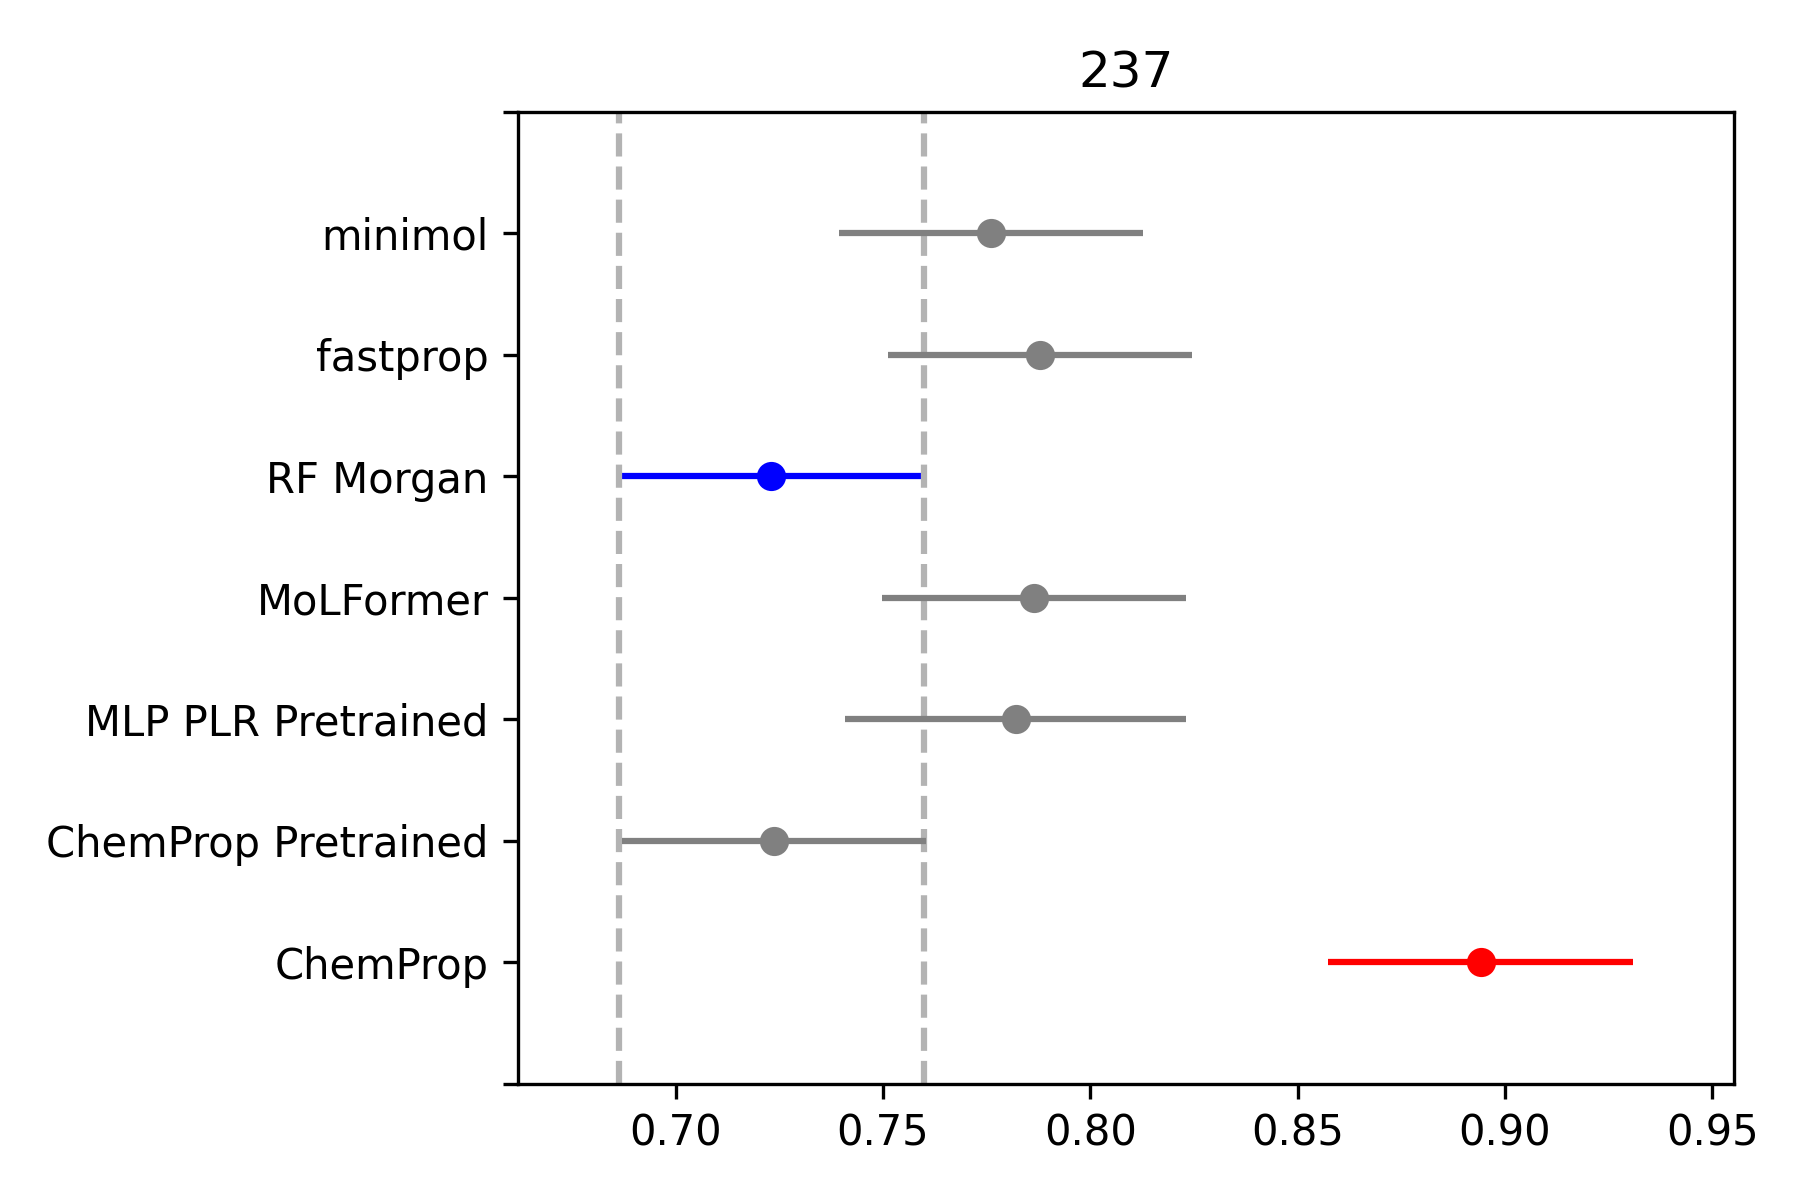 237
minimol
fastprop
RF Morgan
MoLFormer
MLP PLR Pretrained
ChemProp Pretrained
ChemProp
0.70 0.75 0.80 0.85 0.90 0.95